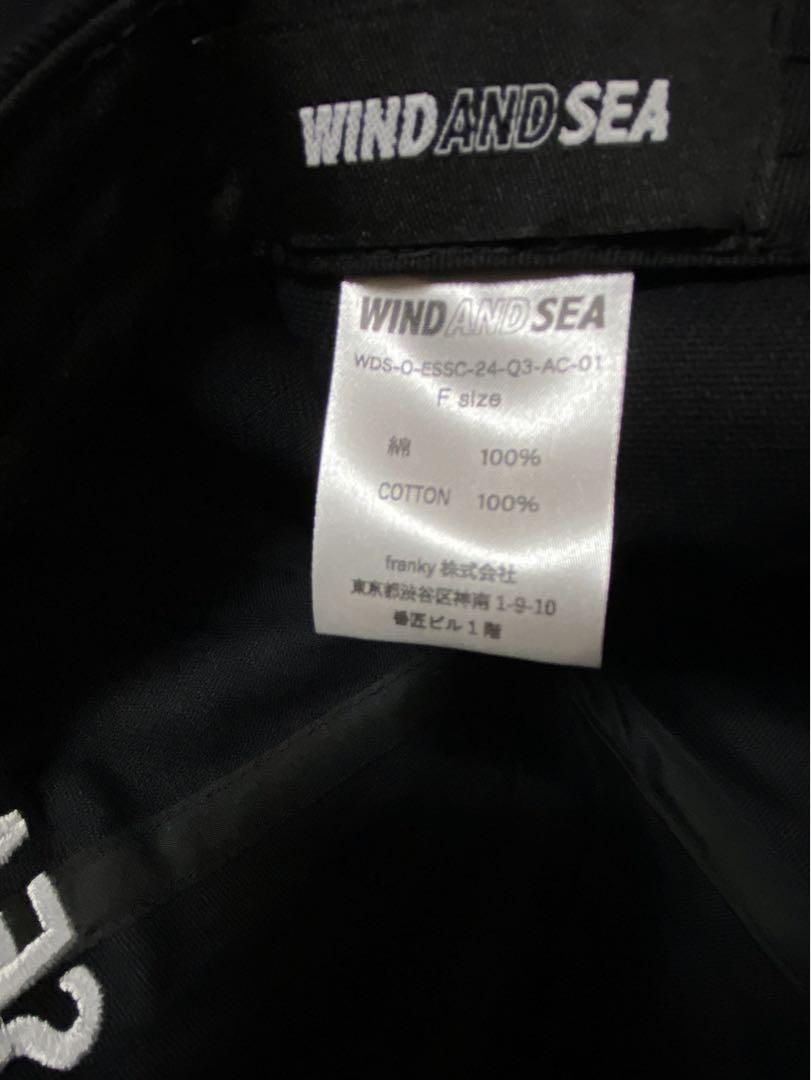 WINDANDSEA
WINDANDSEA
WDS-O-ESSC-24-Q3-AC-01
F size
綿 100%
COTTON 100%
franky 株式会社
東京都渋谷区神南 1-9-10
番匠ビル 1 階